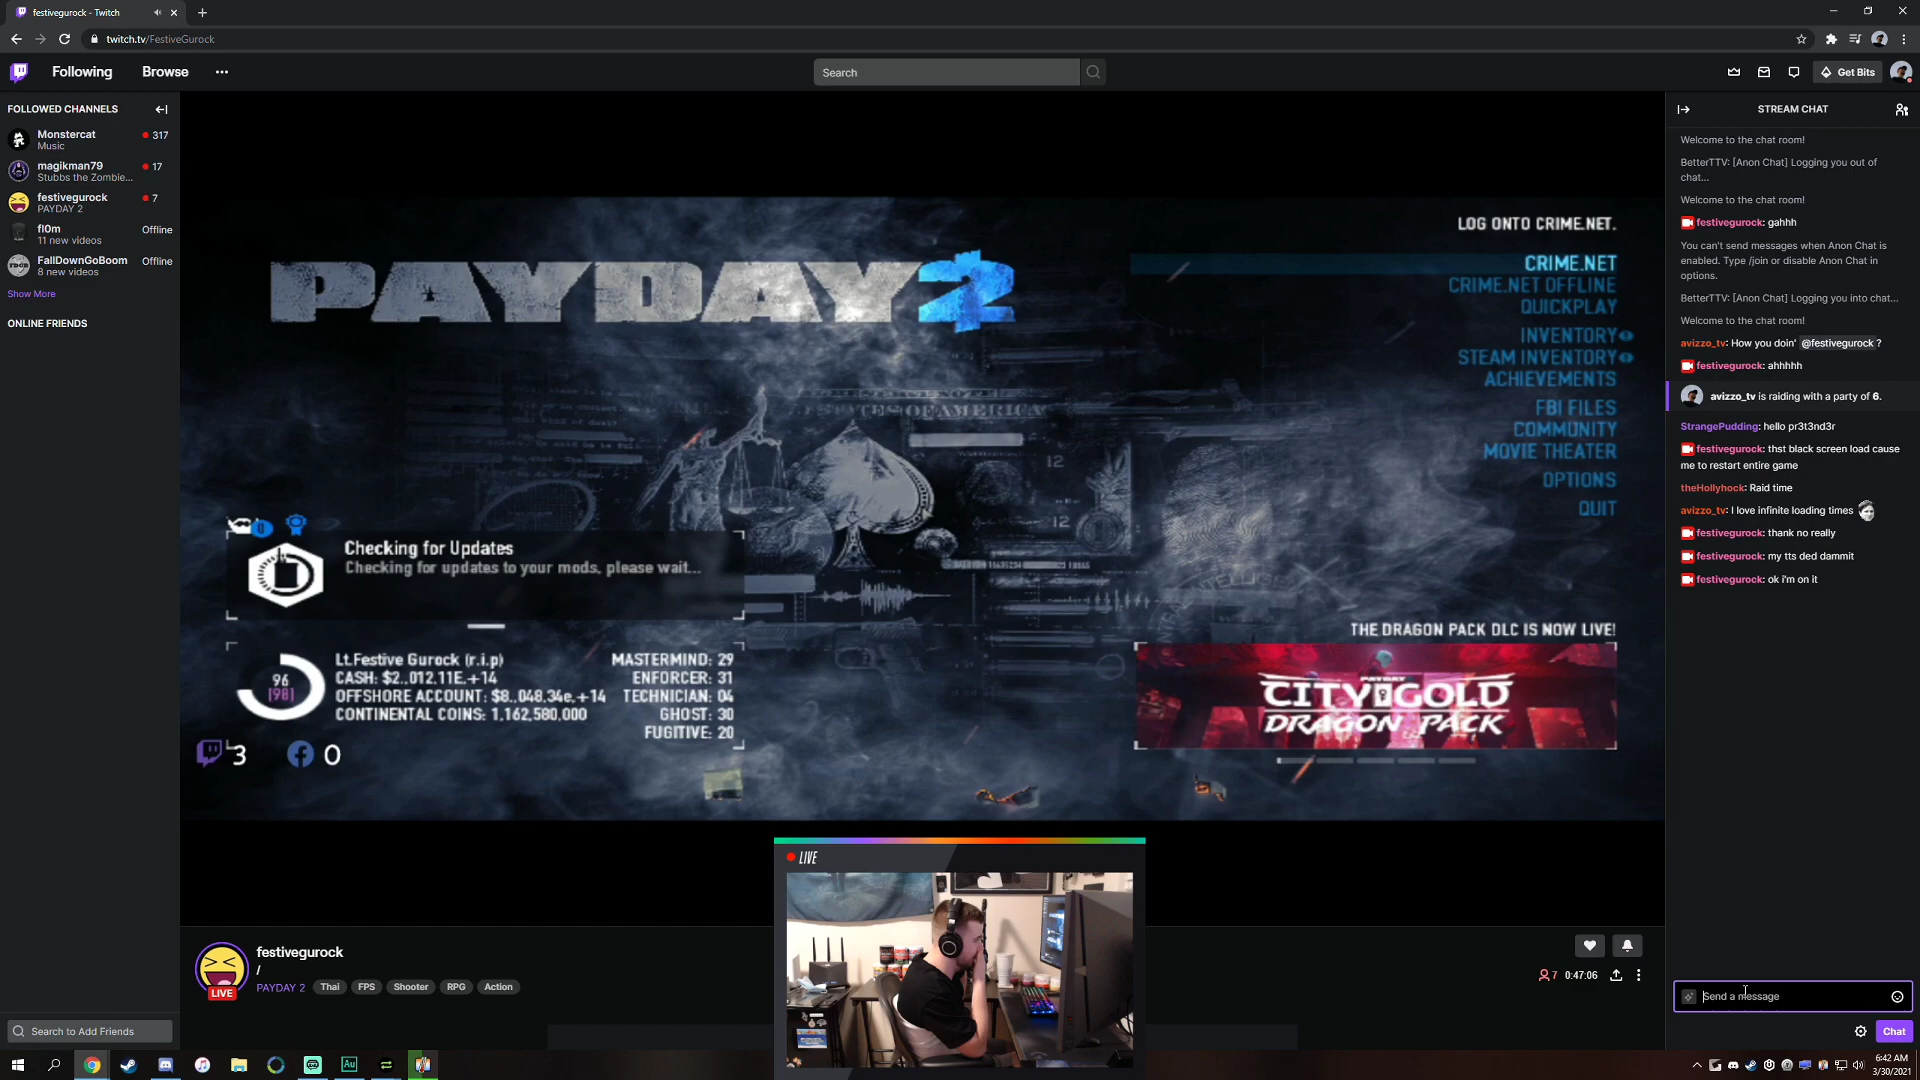 festivegurock - Twitch
twitch.tv/FestiveGurock
Following
Browse
Search
Get Bits
FOLLOWED CHANNELS
Monstercat
Music
317
magikman79
Stubbs the Zombie...
17
festivegurock
PAYDAY 2
7
fl0m
11 new videos
Offline
FallDownGoBoom
8 new videos
Offline
Show More
ONLINE FRIENDS
Search to Add Friends
PAYDAY 2
LOG ONTO CRIME.NET.
CRIME.NET
CRIME.NET OFFLINE
QUICKPLAY
INVENTORY
STEAM INVENTORY
ACHIEVEMENTS
FBI FILES
COMMUNITY
MOVIE THEATER
OPTIONS
QUIT
Checking for Updates
Checking for updates to your mods, please wait...
96
[98]
Lt.Festive Gurock (r.i.p)
CASH: $2.,012.11E.+14
OFFSHORE ACCOUNT: $8.,048.34e.+14
CONTINENTAL COINS: 1,162,580,000
MASTERMIND: 29
ENFORCER: 31
TECHNICIAN: 04
GHOST: 30
FUGITIVE: 20
3
0
THE DRAGON PACK DLC IS NOW LIVE!
PAYDAY
CITY OF GOLD
DRAGON PACK
LIVE
festivegurock
/
PAYDAY 2
Thai
FPS
Shooter
RPG
Action
LIVE
7
0:47:06
STREAM CHAT
Welcome to the chat room!
BetterTTV: [Anon Chat] Logging you out of
chat...
Welcome to the chat room!
festivegurock: gahhh
You can't send messages when Anon Chat is
enabled. Type /join or disable Anon Chat in
options.
BetterTTV: [Anon Chat] Logging you into chat...
Welcome to the chat room!
avizzo_tv: How you doin' @festivegurock ?
festivegurock: ahhhhh
avizzo_tv is raiding with a party of 6.
StrangePudding: hello pr3t3nd3r
festivegurock: thst black screen load cause
me to restart entire game
theHollyhock: Raid time
avizzo_tv: I love infinite loading times
festivegurock: thank no really
festivegurock: my tts ded dammit
festivegurock: ok i'm on it
Send a message
Chat
Au
6:42 AM
3/30/2021